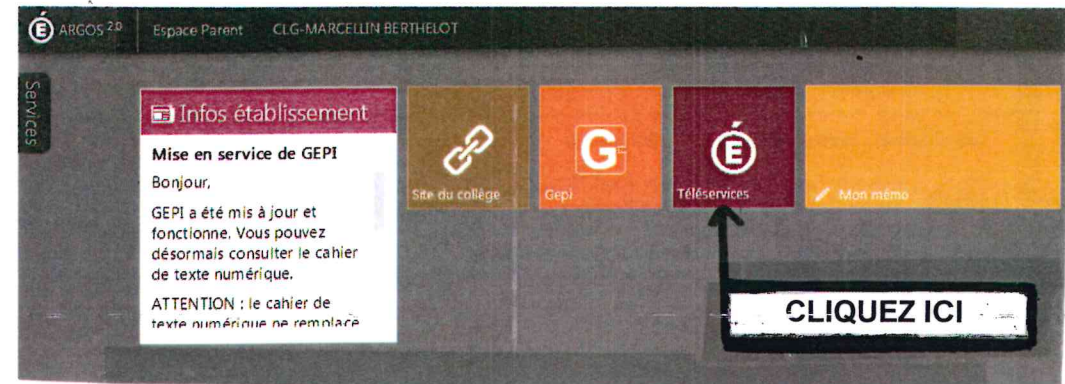 É ARGOS 2.0 Espace Parent CLG-MARCELLIN BERTHELOT
Services
Infos établissement
Mise en service de GEPI
Bonjour,
GEPI a été mis à jour et
fonctionne. Vous pouvez
désormais consulter le cahier
de texte numérique.
ATTENTION : le cahier de
texte numérique ne remplace
Site du collège
G
Gepi
É
Téléservices
Mon mémo
CLIQUEZ ICI